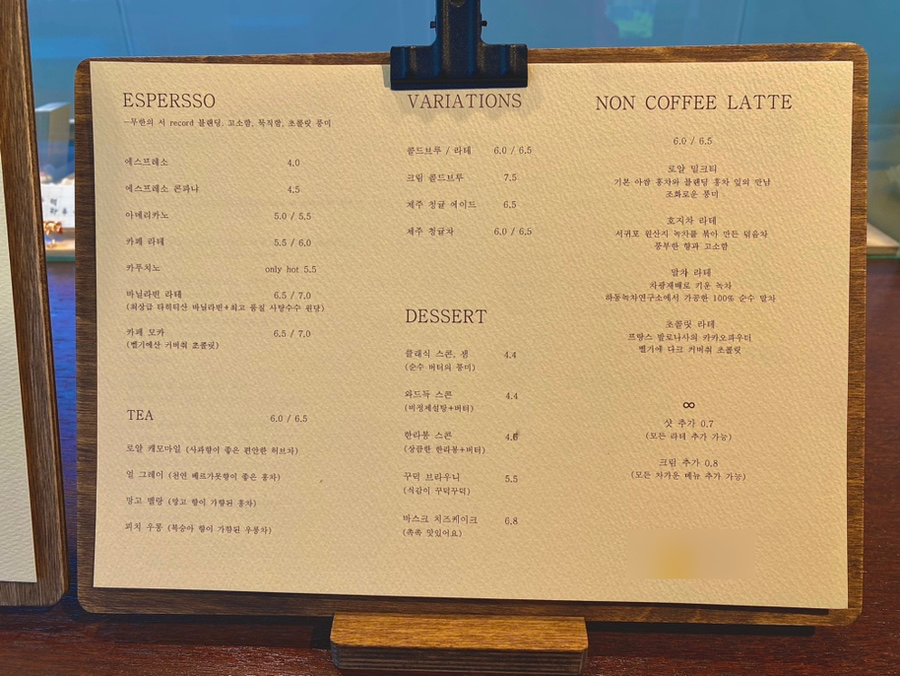 ESPERSSO
-무한의 서 record 블랜딩. 고소함, 묵직함, 초콜릿 풍미
에스프레소 4.0
에스프레소 콘파냐 4.5
아메리카노 5.0 / 5.5
카페 라테 5.5 / 6.0
카푸치노 only hot 5.5
바닐라빈 라테 6.5 / 7.0
(최상급 타히티산 바닐라빈+최고 품질 사탕수수 원당)
카페 모카 6.5 / 7.0
(벨기에산 커버춰 초콜릿)
TEA 6.0 / 6.5
로얄 캐모마일 (사과향이 좋은 편안한 허브차)
얼 그레이 (천연 베르가못향이 좋은 홍차)
망고 멜랑 (망고 향이 가향된 홍차)
피치 우롱 (복숭아 향이 가향된 우롱차)
VARIATIONS
콜드브루 / 라테 6.0 / 6.5
크림 콜드브루 7.5
제주 청귤 에이드 6.5
제주 청귤차 6.0 / 6.5
DESSERT
클래식 스콘, 잼 4.4
(순수 버터의 풍미)
와드득 스콘 4.4
(비정제설탕+버터)
한라봉 스콘 4.6
(상큼한 한라봉+버터)
꾸덕 브라우니 5.5
(식감이 꾸덕꾸덕)
바스크 치즈케이크 6.8
(촉촉 맛있어요)
NON COFFEE LATTE
6.0 / 6.5
로얄 밀크티
기본 아쌈 홍차와 블랜딩 홍차 잎의 만남
조화로운 풍미
호지차 라테
서귀포 원산지 녹차를 볶아 만든 덖음차
풍부한 향과 고소함
말차 라테
차광재배로 키운 녹차
하동녹차연구소에서 가공한 100% 순수 말차
초콜릿 라테
프랑스 발로나사의 카카오파우더
벨기에 다크 커버춰 초콜릿
∞
샷 추가 0.7
(모든 라테 추가 가능)
크림 추가 0.8
(모든 차가운 메뉴 추가 가능)